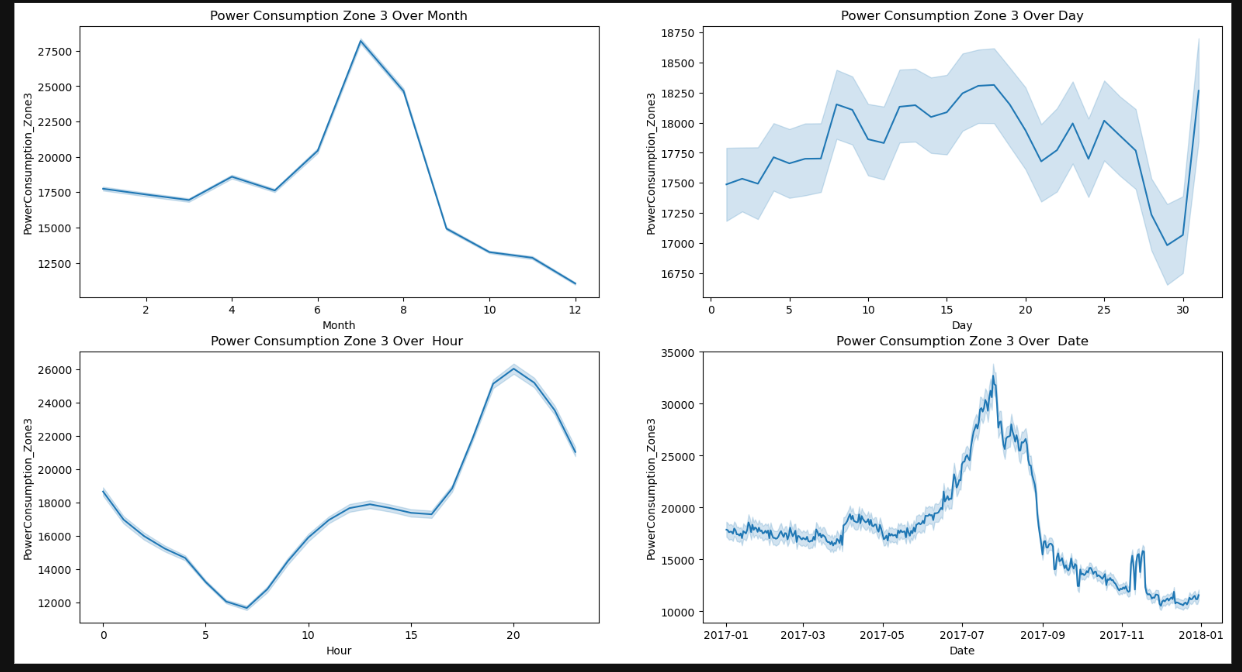 Power Consumption Zone 3 Over Month
PowerConsumption_Zone3
27500
25000
22500
20000
17500
15000
12500
2 4 6 8 10 12
Month
Power Consumption Zone 3 Over Day
PowerConsumption_Zone3
18750
18500
18250
18000
17750
17500
17250
17000
16750
0 5 10 15 20 25 30
Day
Power Consumption Zone 3 Over  Hour
PowerConsumption_Zone3
26000
24000
22000
20000
18000
16000
14000
12000
0 5 10 15 20
Hour
Power Consumption Zone 3 Over  Date
PowerConsumption_Zone3
35000
30000
25000
20000
15000
10000
2017-01 2017-03 2017-05 2017-07 2017-09 2017-11 2018-01
Date